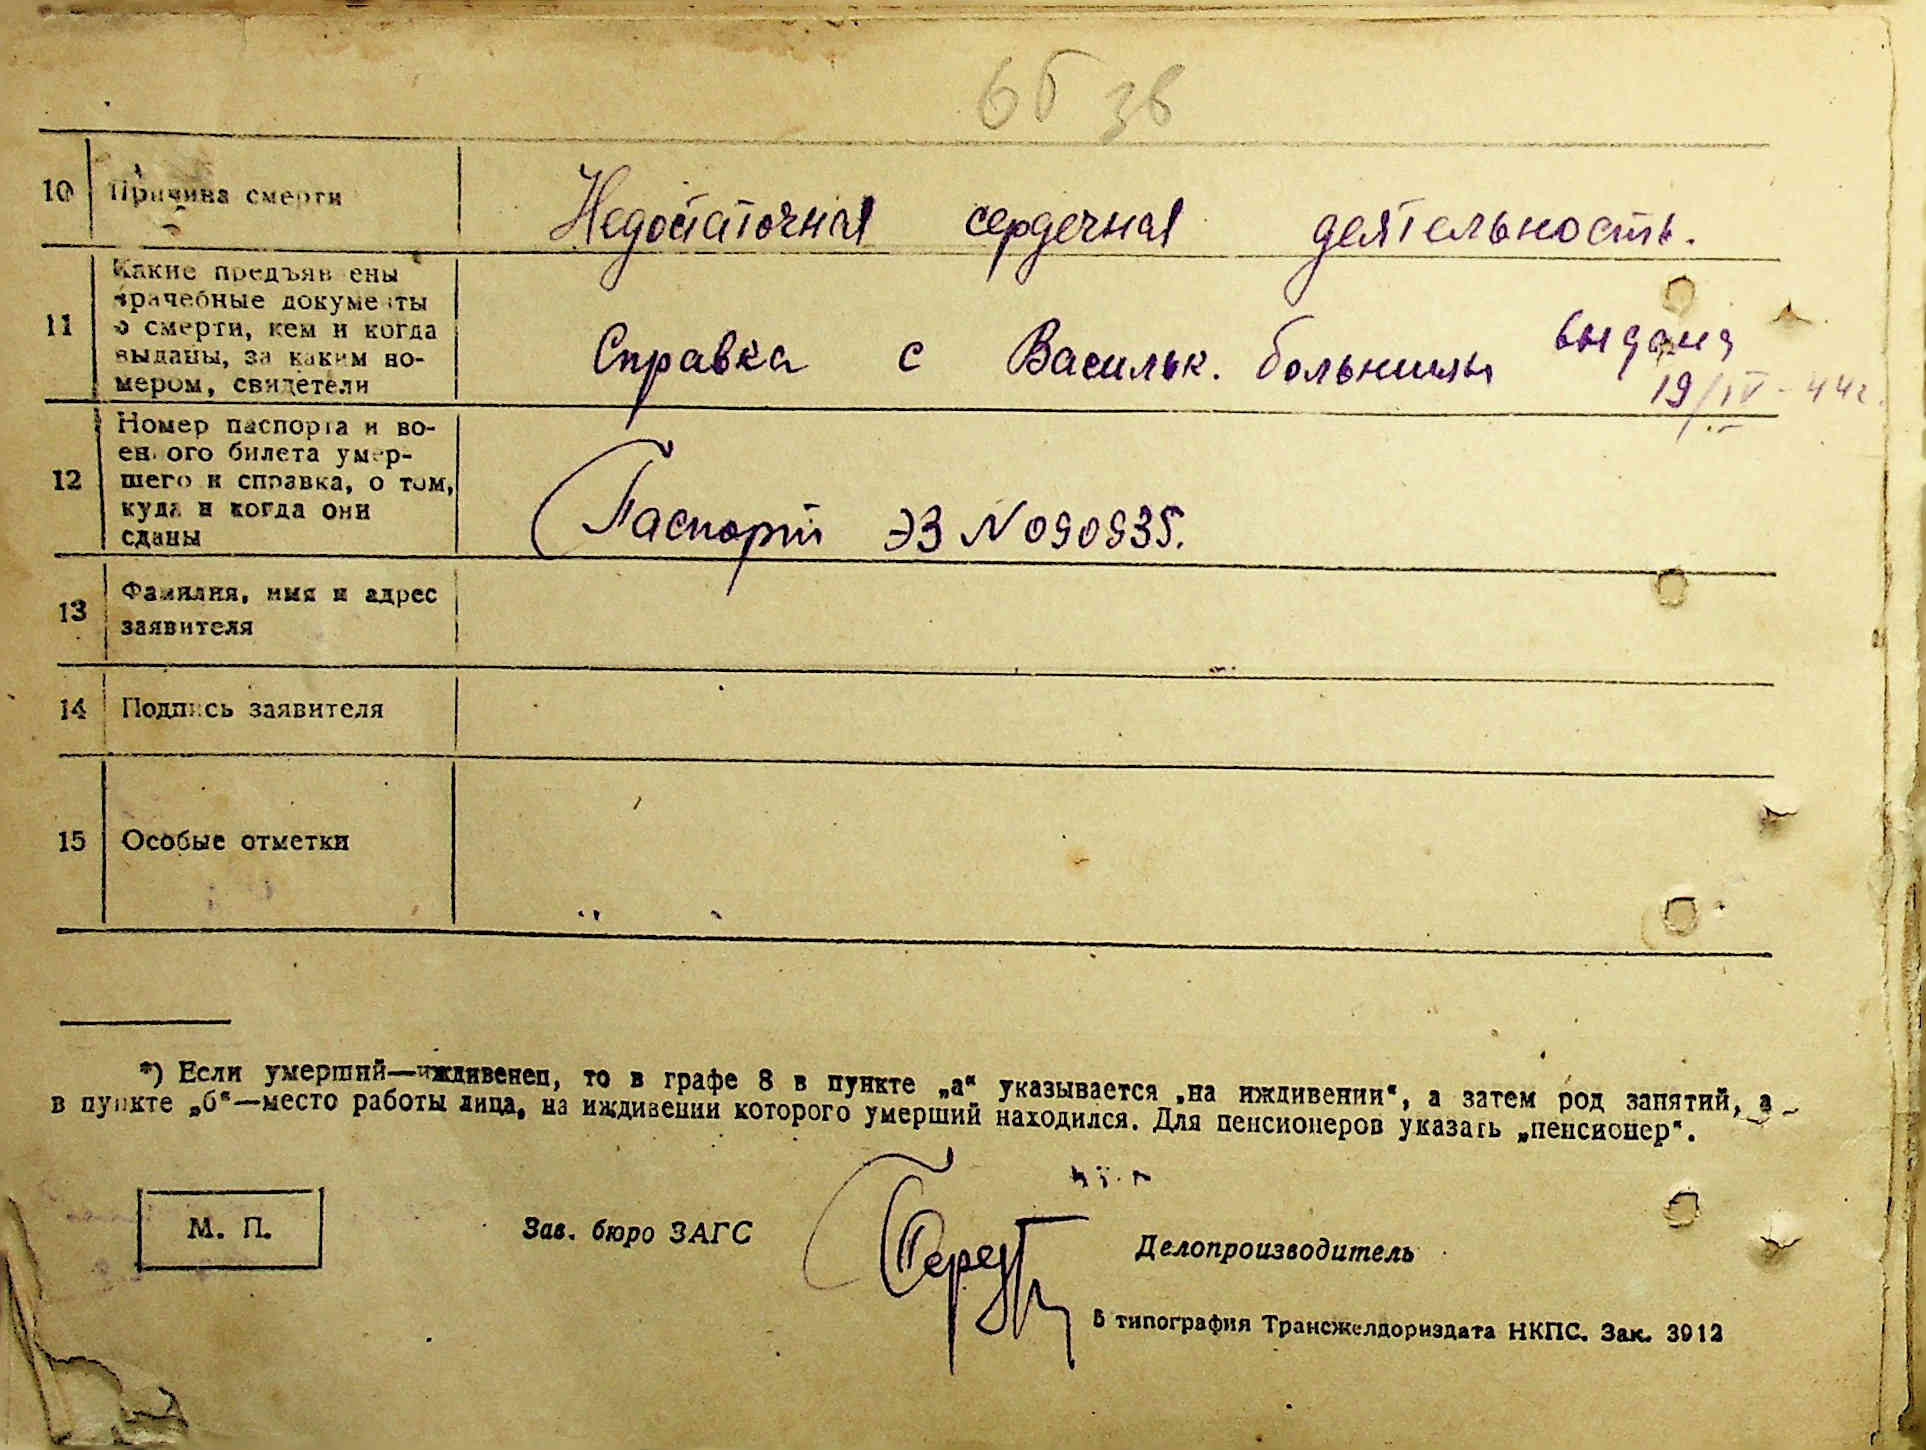 10 Причина смерти Недостаточная сердечная деятельность.
11 Какие предъявлены
врачебные документы
о смерти, кем и когда
выданы, за каким но-
мером, свидетели
Справка с Васильк. больницы выдана
19/IV-44г.
12 Номер паспорта и во-
енного билета умер-
шего и справка, о том,
куда и когда они
сданы
Паспорт ЭЗ N 090935.
13 Фамилия, имя и адрес
заявителя
14 Подпись заявителя
15 Особые отметки
*) Если умерший—иждивенец, то в графе 8 в пункте „а“ указывается „на иждивении“, а затем род занятий, а
в пункте „б“—место работы лица, на иждивении которого умерший находился. Для пенсионеров указать „пенсионер“.
М. П. Зав. бюро ЗАГС Делопроизводитель
6 типография Трансжелдориздата НКПС. Зак. 3912